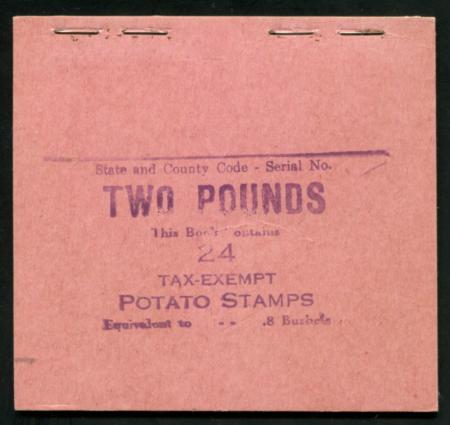 State and County Code - Serial No.
TWO POUNDS
This Book Contains
24
TAX-EXEMPT
POTATO STAMPS
Equivalent to - - .8 Bushels